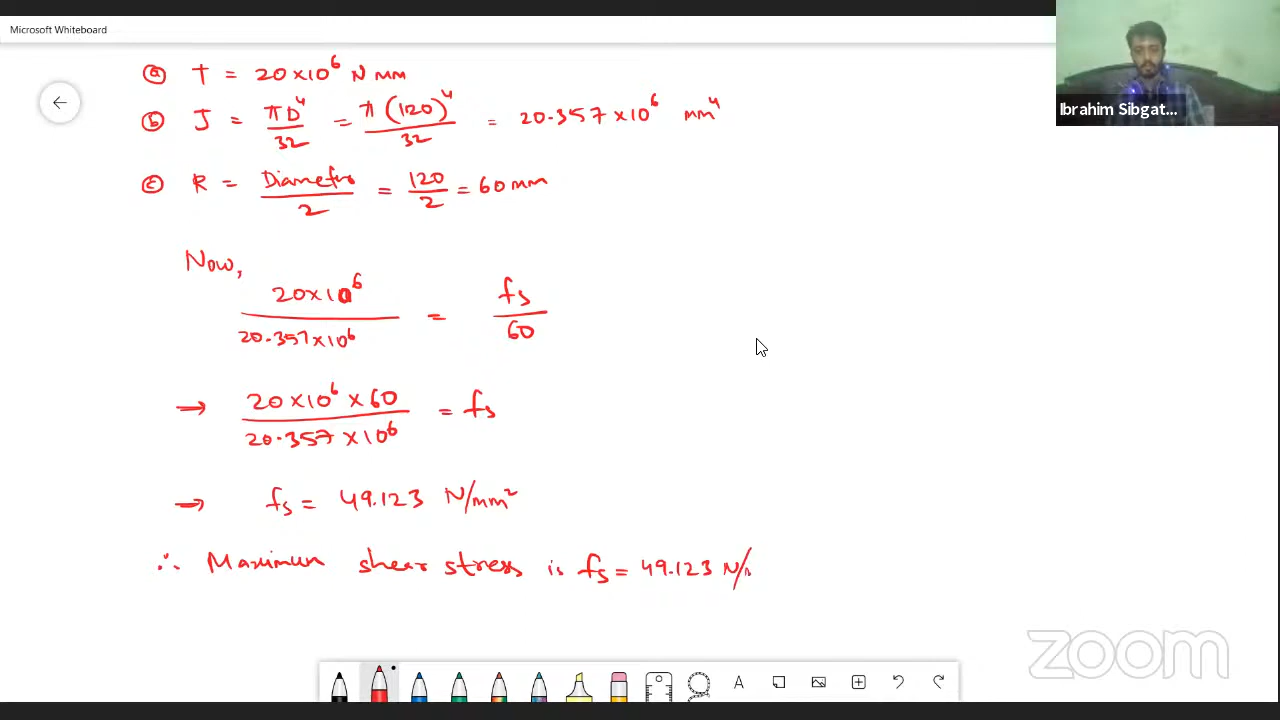 Microsoft Whiteboard
Ibrahim Sibgat...
ⓐ T = 20×10⁶ N mm
ⓑ J = πD⁴/32 = π(120)⁴/32 = 20.357×10⁶ mm⁴
ⓒ R = Diameter/2 = 120/2 = 60 mm
Now,
20×10⁶/20.357×10⁶ = fs/60
→ 20×10⁶×60/20.357×10⁶ = fs
→ fs = 49.123 N/mm²
∴ Maximum shear stress is fs = 49.123 N/
zoom
A